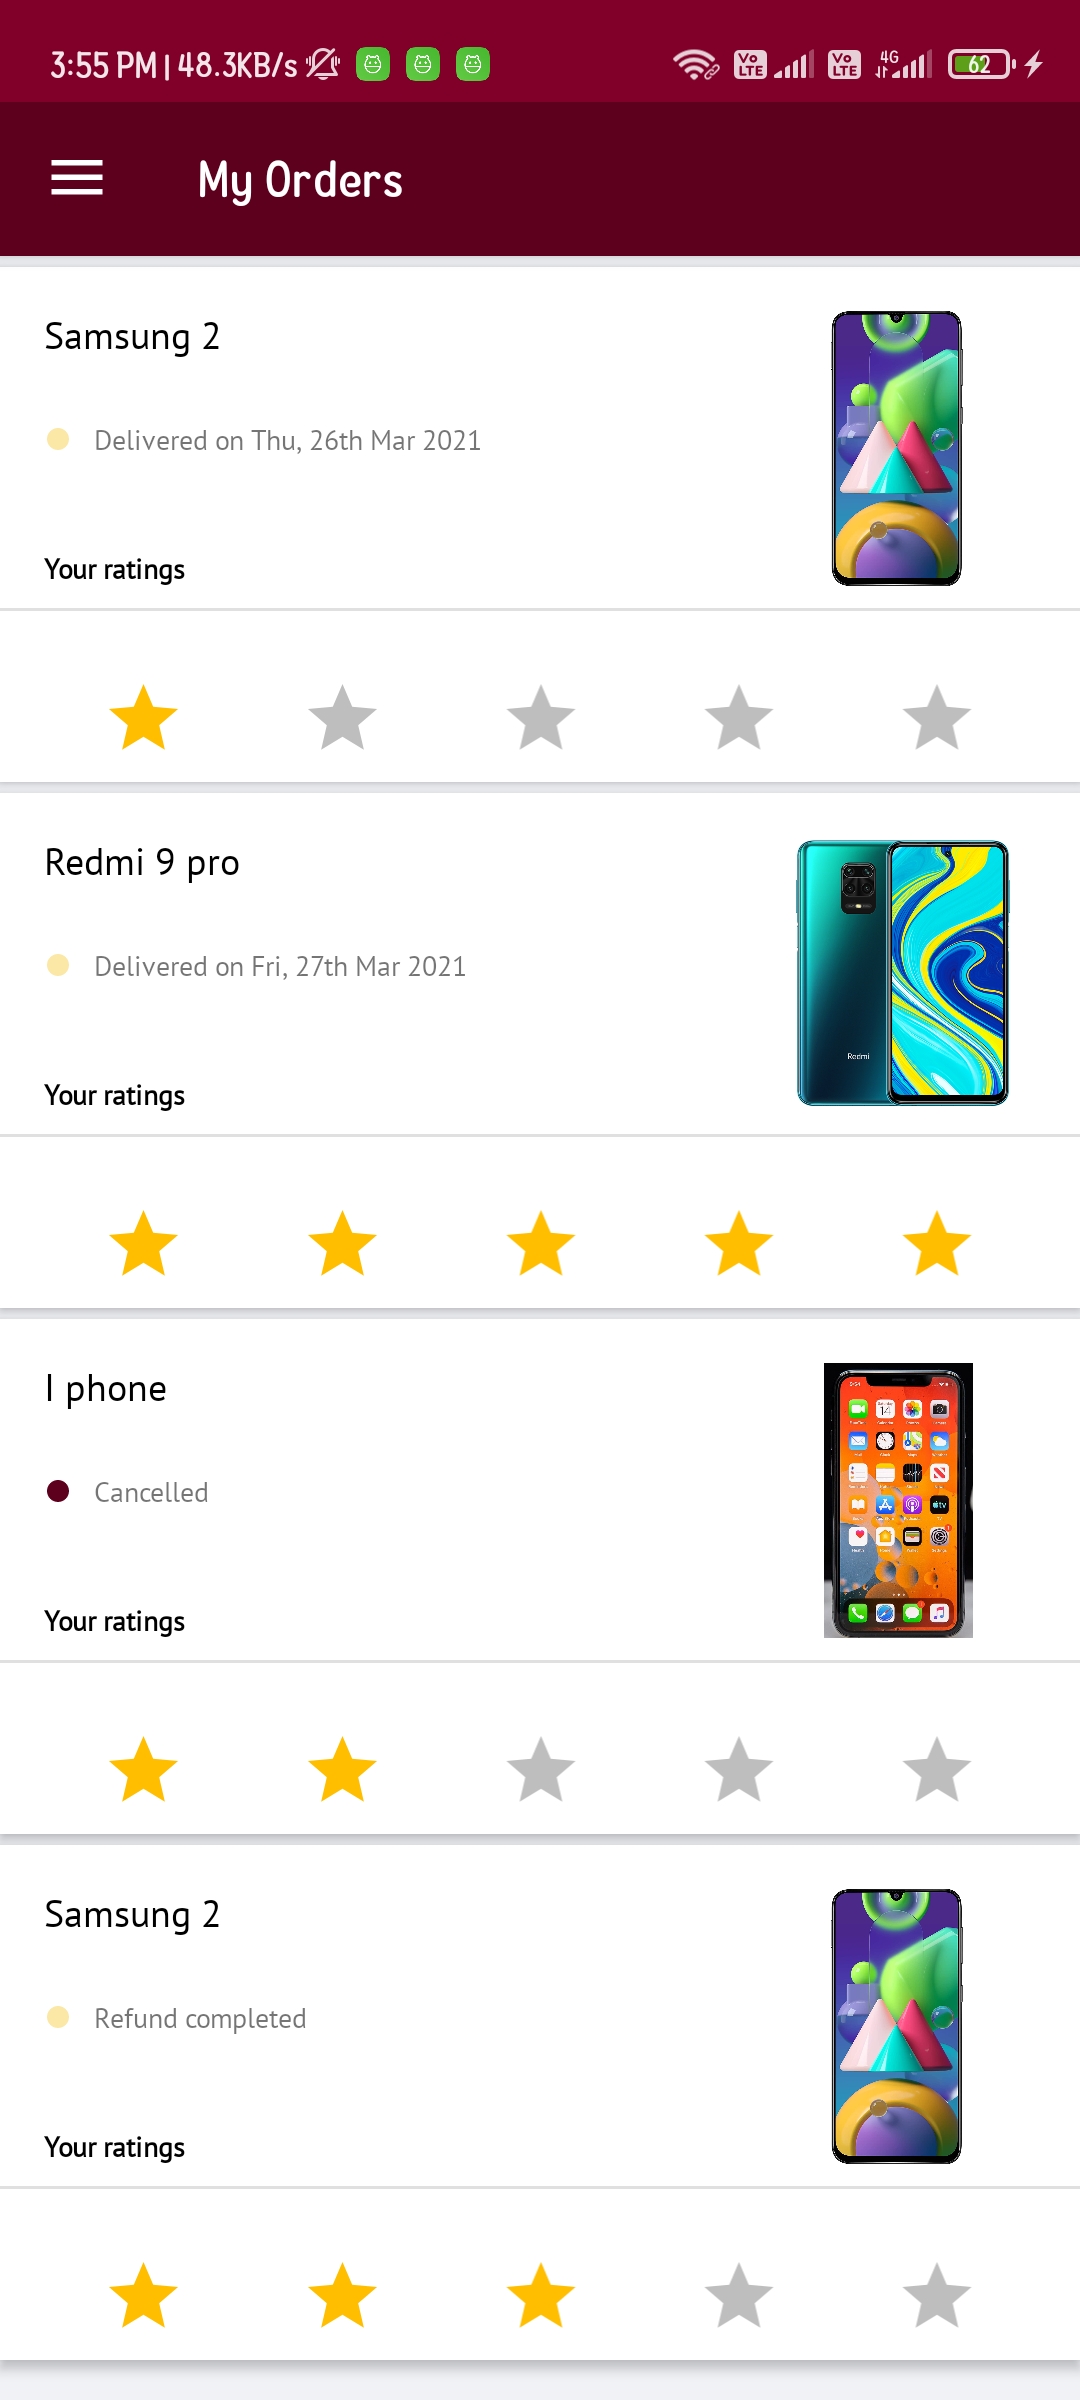 3:55 PM | 48.3KB/s
Vo LTE
Vo LTE
4G
62
My Orders
Samsung 2
Delivered on Thu, 26th Mar 2021
Your ratings
Redmi 9 pro
Delivered on Fri, 27th Mar 2021
Redmi
Your ratings
I phone
Cancelled
Your ratings
Samsung 2
Refund completed
Your ratings